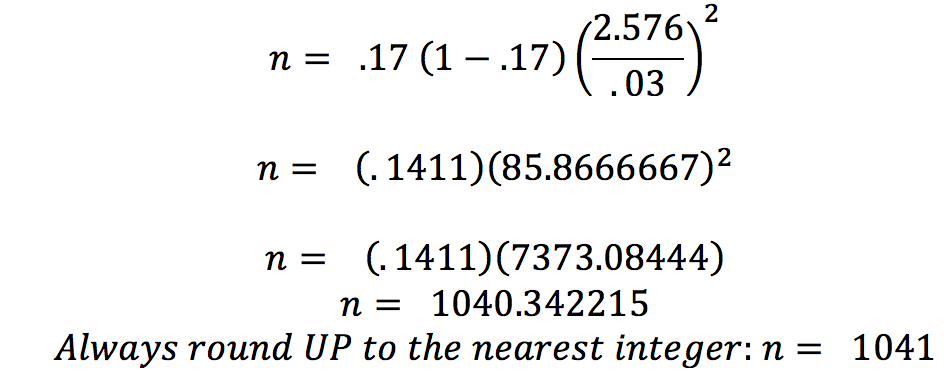 n = .17 (1 − .17) (2.576/.03)²
n = (.1411)(85.8666667)²
n = (.1411)(7373.08444)
n = 1040.342215
Always round UP to the nearest integer: n = 1041